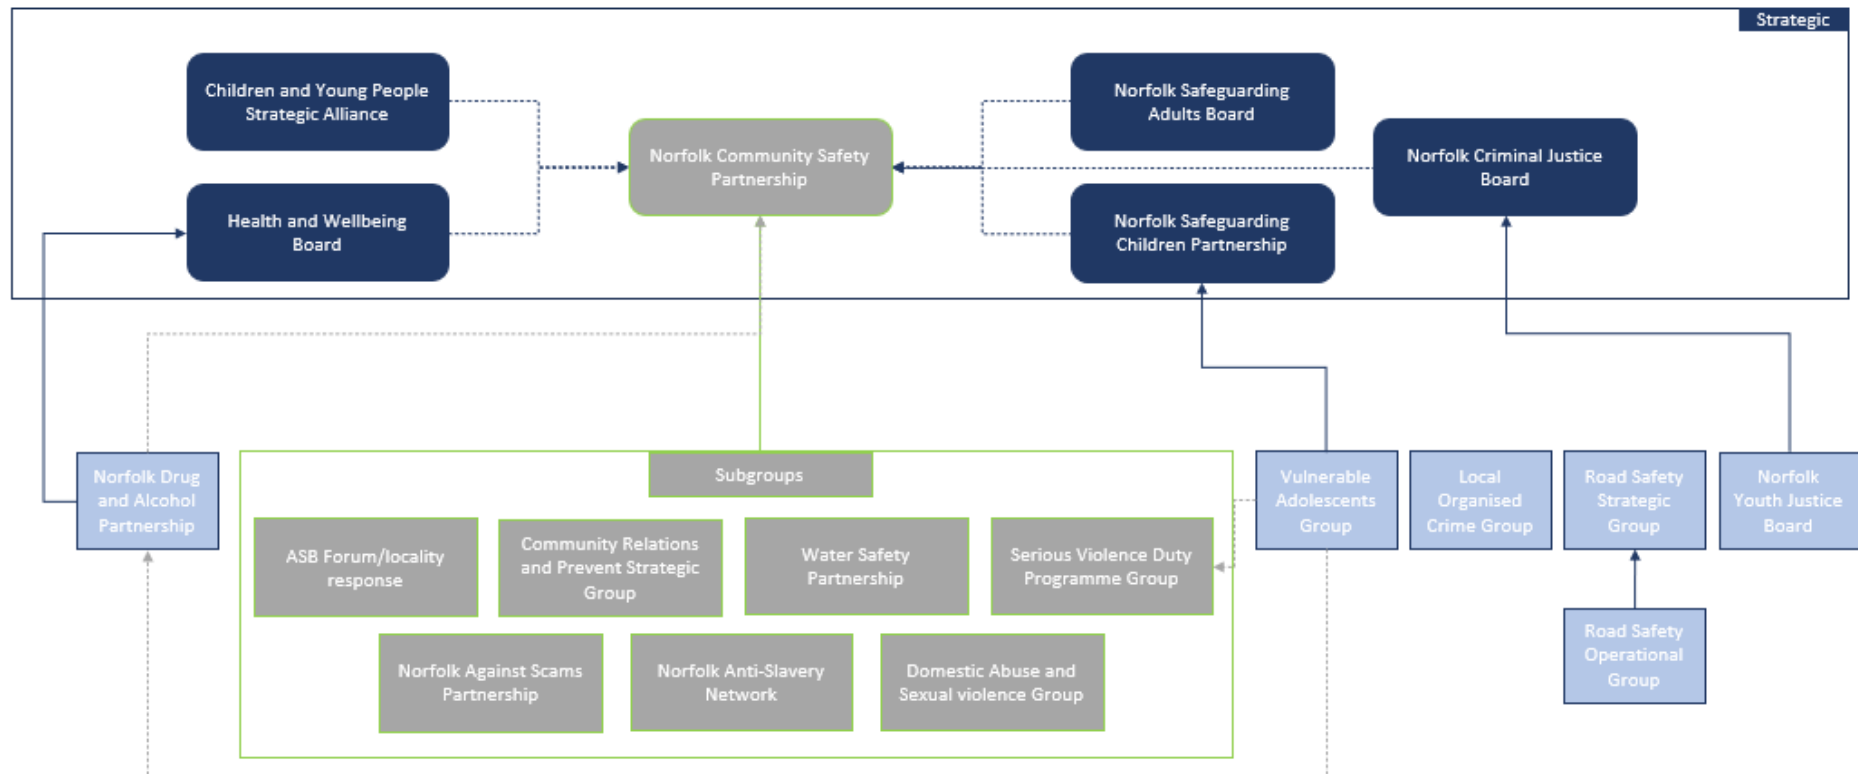 Strategic
Children and Young People
Strategic Alliance
Norfolk Safeguarding
Adults Board
Norfolk Community Safety
Partnership
Norfolk Criminal Justice
Board
Health and Wellbeing
Board
Norfolk Safeguarding
Children Partnership
Norfolk Drug
and Alcohol
Partnership
Subgroups
Vulnerable
Adolescents
Group
Local
Organised
Crime Group
Road Safety
Strategic
Group
Norfolk
Youth Justice
Board
ASB Forum/locality
response
Community Relations
and Prevent Strategic
Group
Water Safety
Partnership
Serious Violence Duty
Programme Group
Norfolk Against Scams
Partnership
Norfolk Anti-Slavery
Network
Domestic Abuse and
Sexual violence Group
Road Safety
Operational
Group